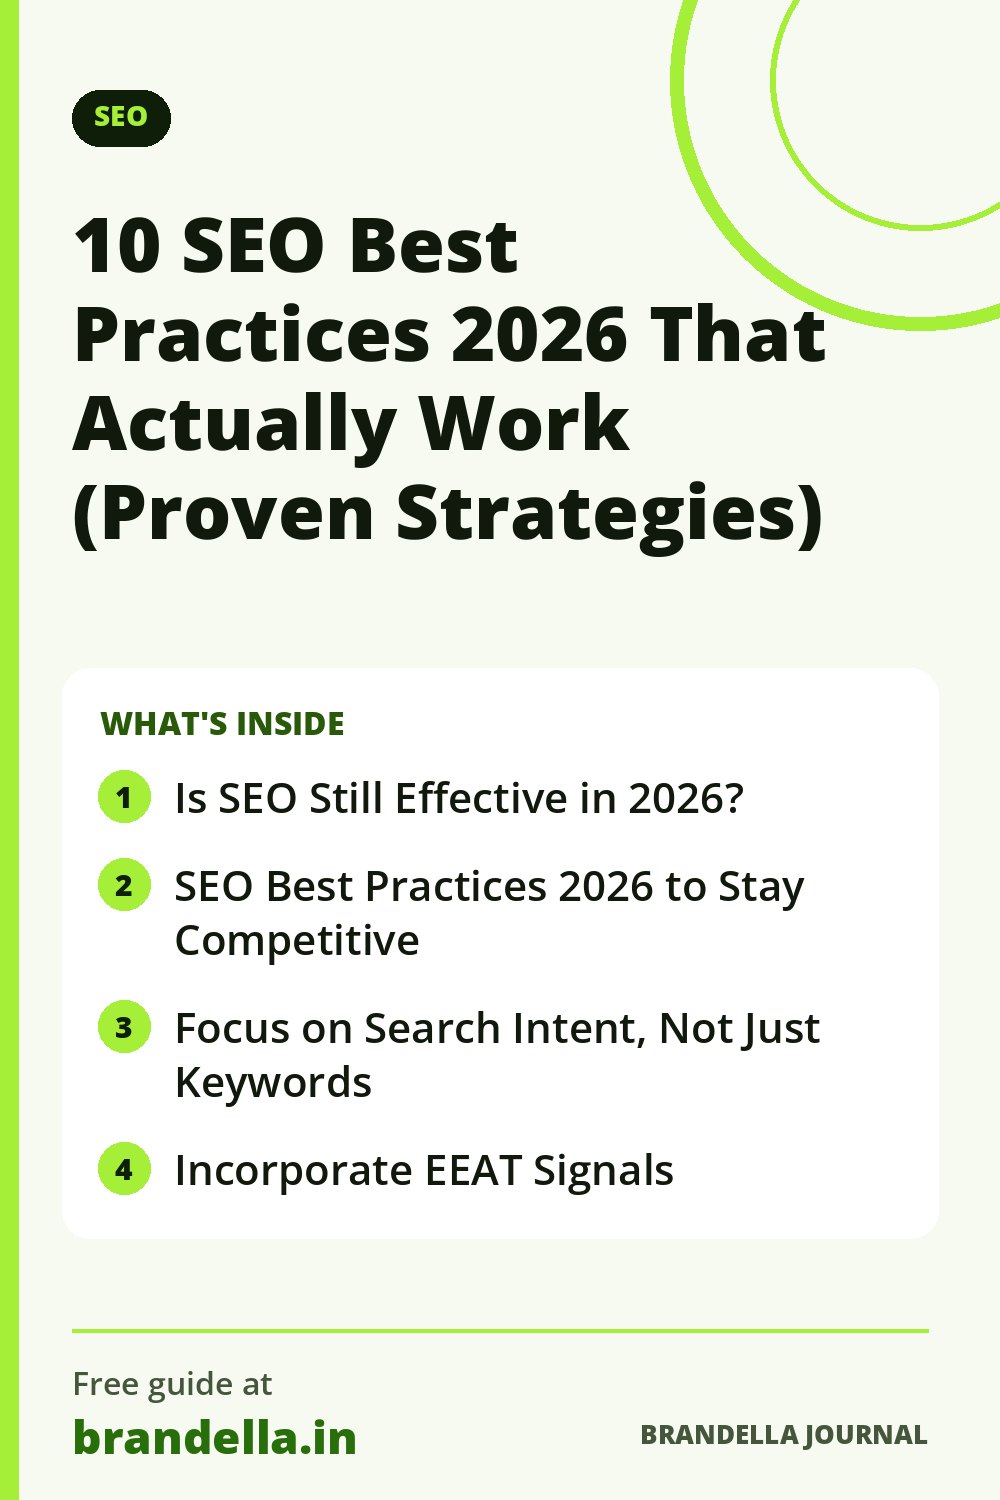 SEO
10 SEO Best
Practices 2026 That
Actually Work
(Proven Strategies)
WHAT'S INSIDE
1 Is SEO Still Effective in 2026?
2 SEO Best Practices 2026 to Stay
Competitive
3 Focus on Search Intent, Not Just
Keywords
4 Incorporate EEAT Signals
Free guide at
brandella.in
BRANDELLA JOURNAL